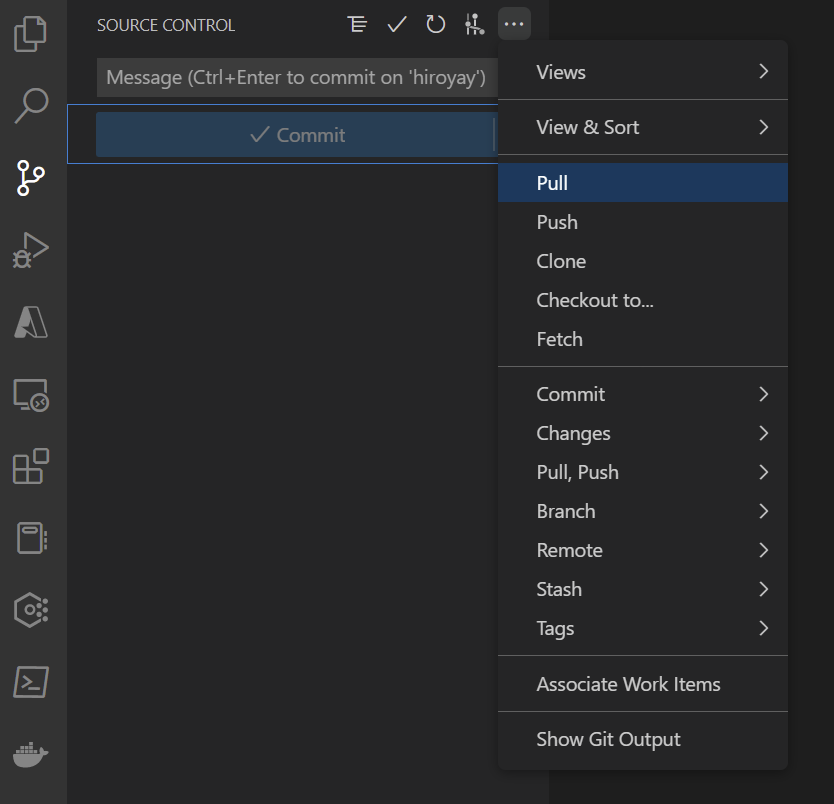 SOURCE CONTROL
Message (Ctrl+Enter to commit on 'hiroyay')
Commit
Views
View & Sort
Pull
Push
Clone
Checkout to...
Fetch
Commit
Changes
Pull, Push
Branch
Remote
Stash
Tags
Associate Work Items
Show Git Output